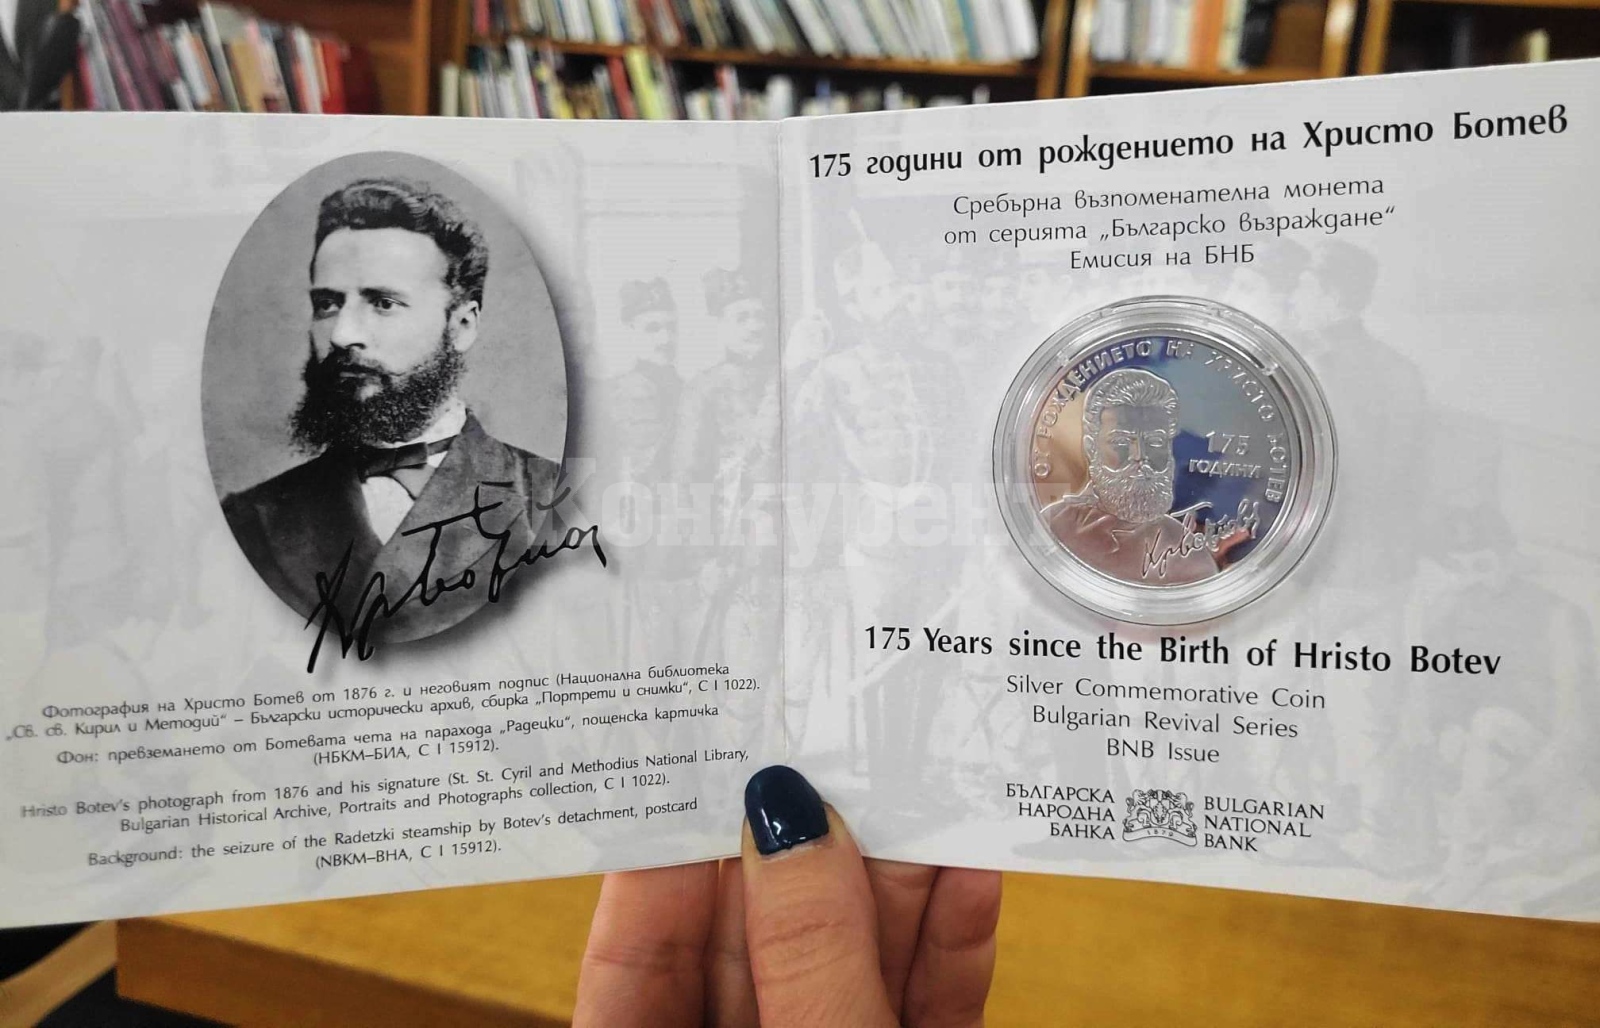 Фотография на Христо Ботев от 1876 г. и неговият подпис (Национална библиотека
„Св. св. Кирил и Методий“ – Български исторически архив, сбирка „Портрети и снимки“, С I 1022).
Фон: превземането от Ботевата чета на парахода „Радецки“, пощенска картичка
(НБКМ–БИА, С I 15912).
Hristo Botev's photograph from 1876 and his signature (St. St. Cyril and Methodius National Library,
Bulgarian Historical Archive, Portraits and Photographs collection, C I 1022).
Background: the seizure of the Radetzki steamship by Botev's detachment, postcard
(NBKM–BHA, C I 15912).
175 години от рождението на Христо Ботев
Сребърна възпоменателна монета
от серията „Българско възраждане“
Емисия на БНБ
ОТ РОЖДЕНИЕТО НА ХРИСТО БОТЕВ
175
ГОДИНИ
Хр Ботевъ
175 Years since the Birth of Hristo Botev
Silver Commemorative Coin
Bulgarian Revival Series
BNB Issue
БЪЛГАРСКА
НАРОДНА
БАНКА
1879
BULGARIAN
NATIONAL
BANK
Конкурент